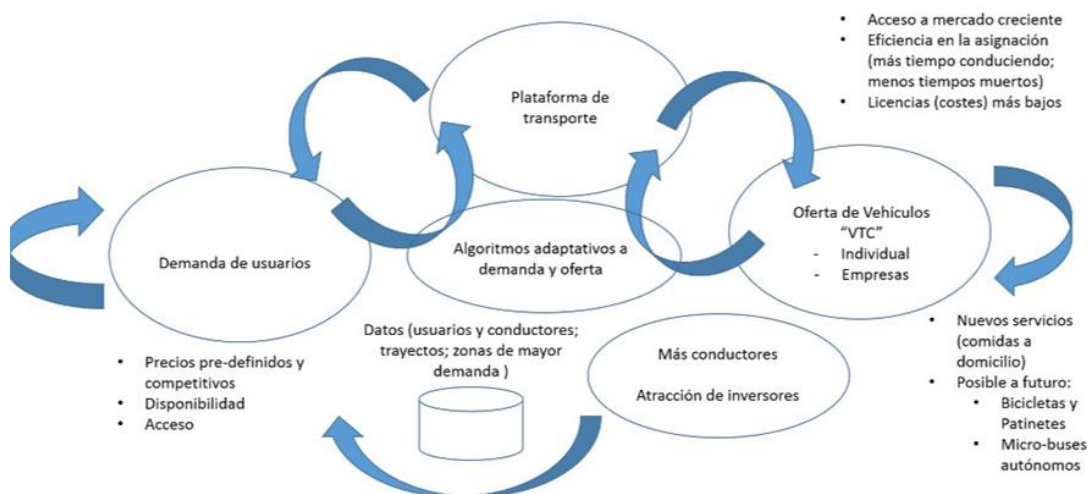 Plataforma de
transporte
• Acceso a mercado creciente
• Eficiencia en la asignación
(más tiempo conduciendo;
menos tiempos muertos)
• Licencias (costes) más bajos
Demanda de usuarios
Algoritmos adaptativos a
demanda y oferta
Oferta de Vehículos
“VTC”
- Individual
- Empresas
• Precios pre-definidos y
competitivos
• Disponibilidad
• Acceso
Datos (usuarios y conductores;
trayectos; zonas de mayor
demanda )
Más conductores
Atracción de inversores
• Nuevos servicios
(comidas a
domicilio)
• Posible a futuro:
• Bicicletas y
Patinetes
• Micro-buses
autónomos